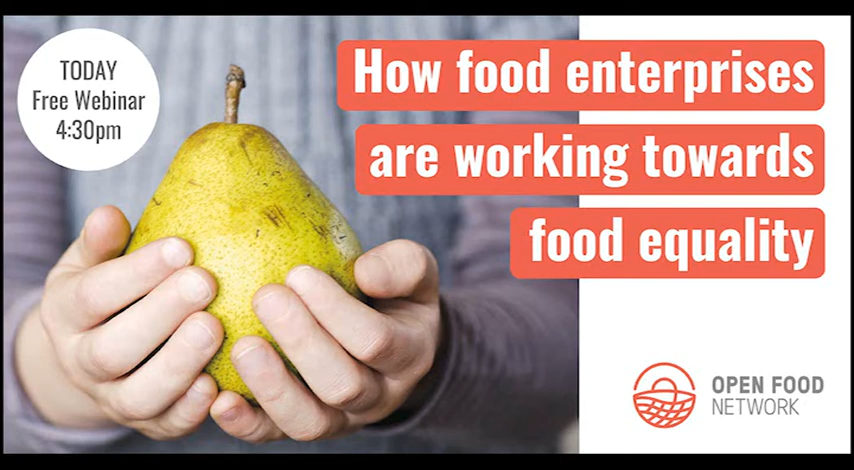 TODAY
Free Webinar
4:30pm
How food enterprises
are working towards
food equality
OPEN FOOD
NETWORK